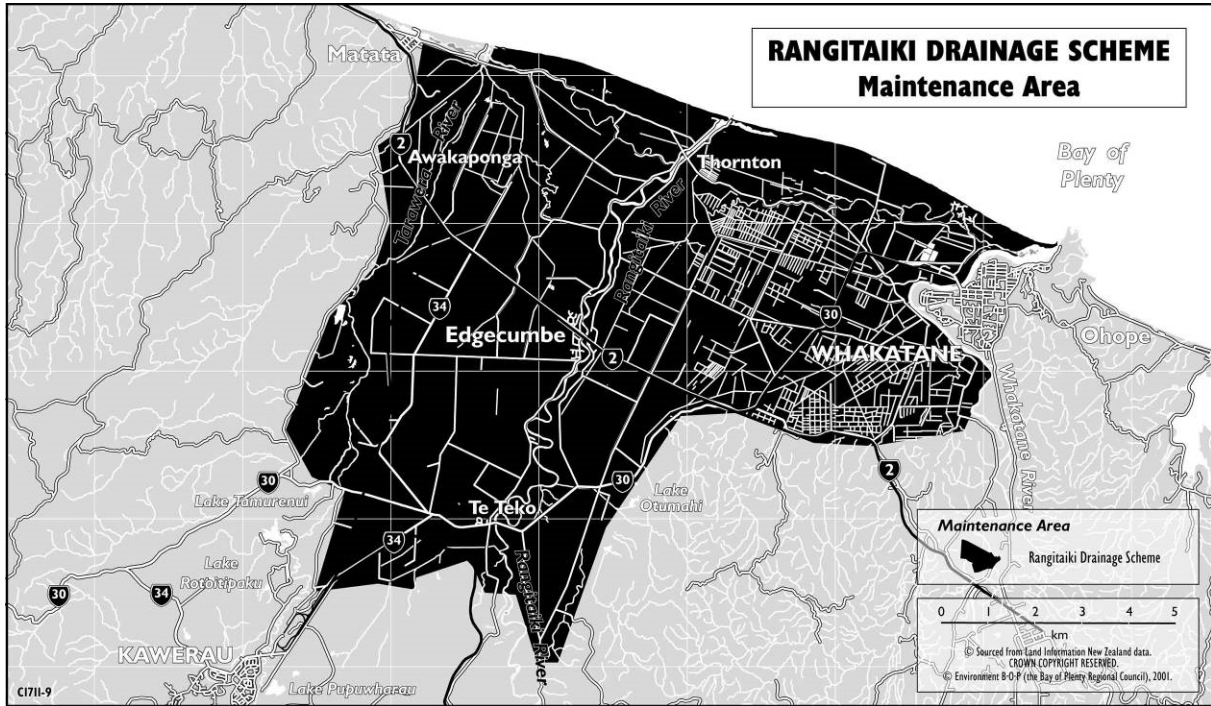 RANGITAIKI DRAINAGE SCHEME
Maintenance Area
Matata
Bay of
Plenty
2
Awakaponga
Thornton
Tarawera River
Rangitaiki River
34
30
Edgecumbe
2
WHAKATANE
Ohope
Whakatane River
30
Lake Tamurenui
30
Lake
Otumahi
2
Te Teko
34
Rangitaiki River
Lake
Rotoitipaku
30
34
KAWERAU
Lake Pupuwharau
Maintenance Area
Rangitaiki Drainage Scheme
0 1 2 3 4 5
km
© Sourced from Land Information New Zealand data.
CROWN COPYRIGHT RESERVED.
© Environment B·O·P (the Bay of Plenty Regional Council), 2001.
C1711-9